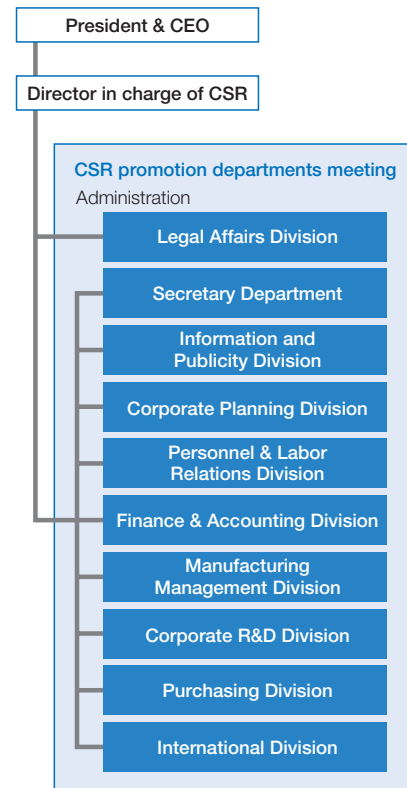 President & CEO
Director in charge of CSR
CSR promotion departments meeting
Administration
Legal Affairs Division
Secretary Department
Information and
Publicity Division
Corporate Planning Division
Personnel & Labor
Relations Division
Finance & Accounting Division
Manufacturing
Management Division
Corporate R&D Division
Purchasing Division
International Division